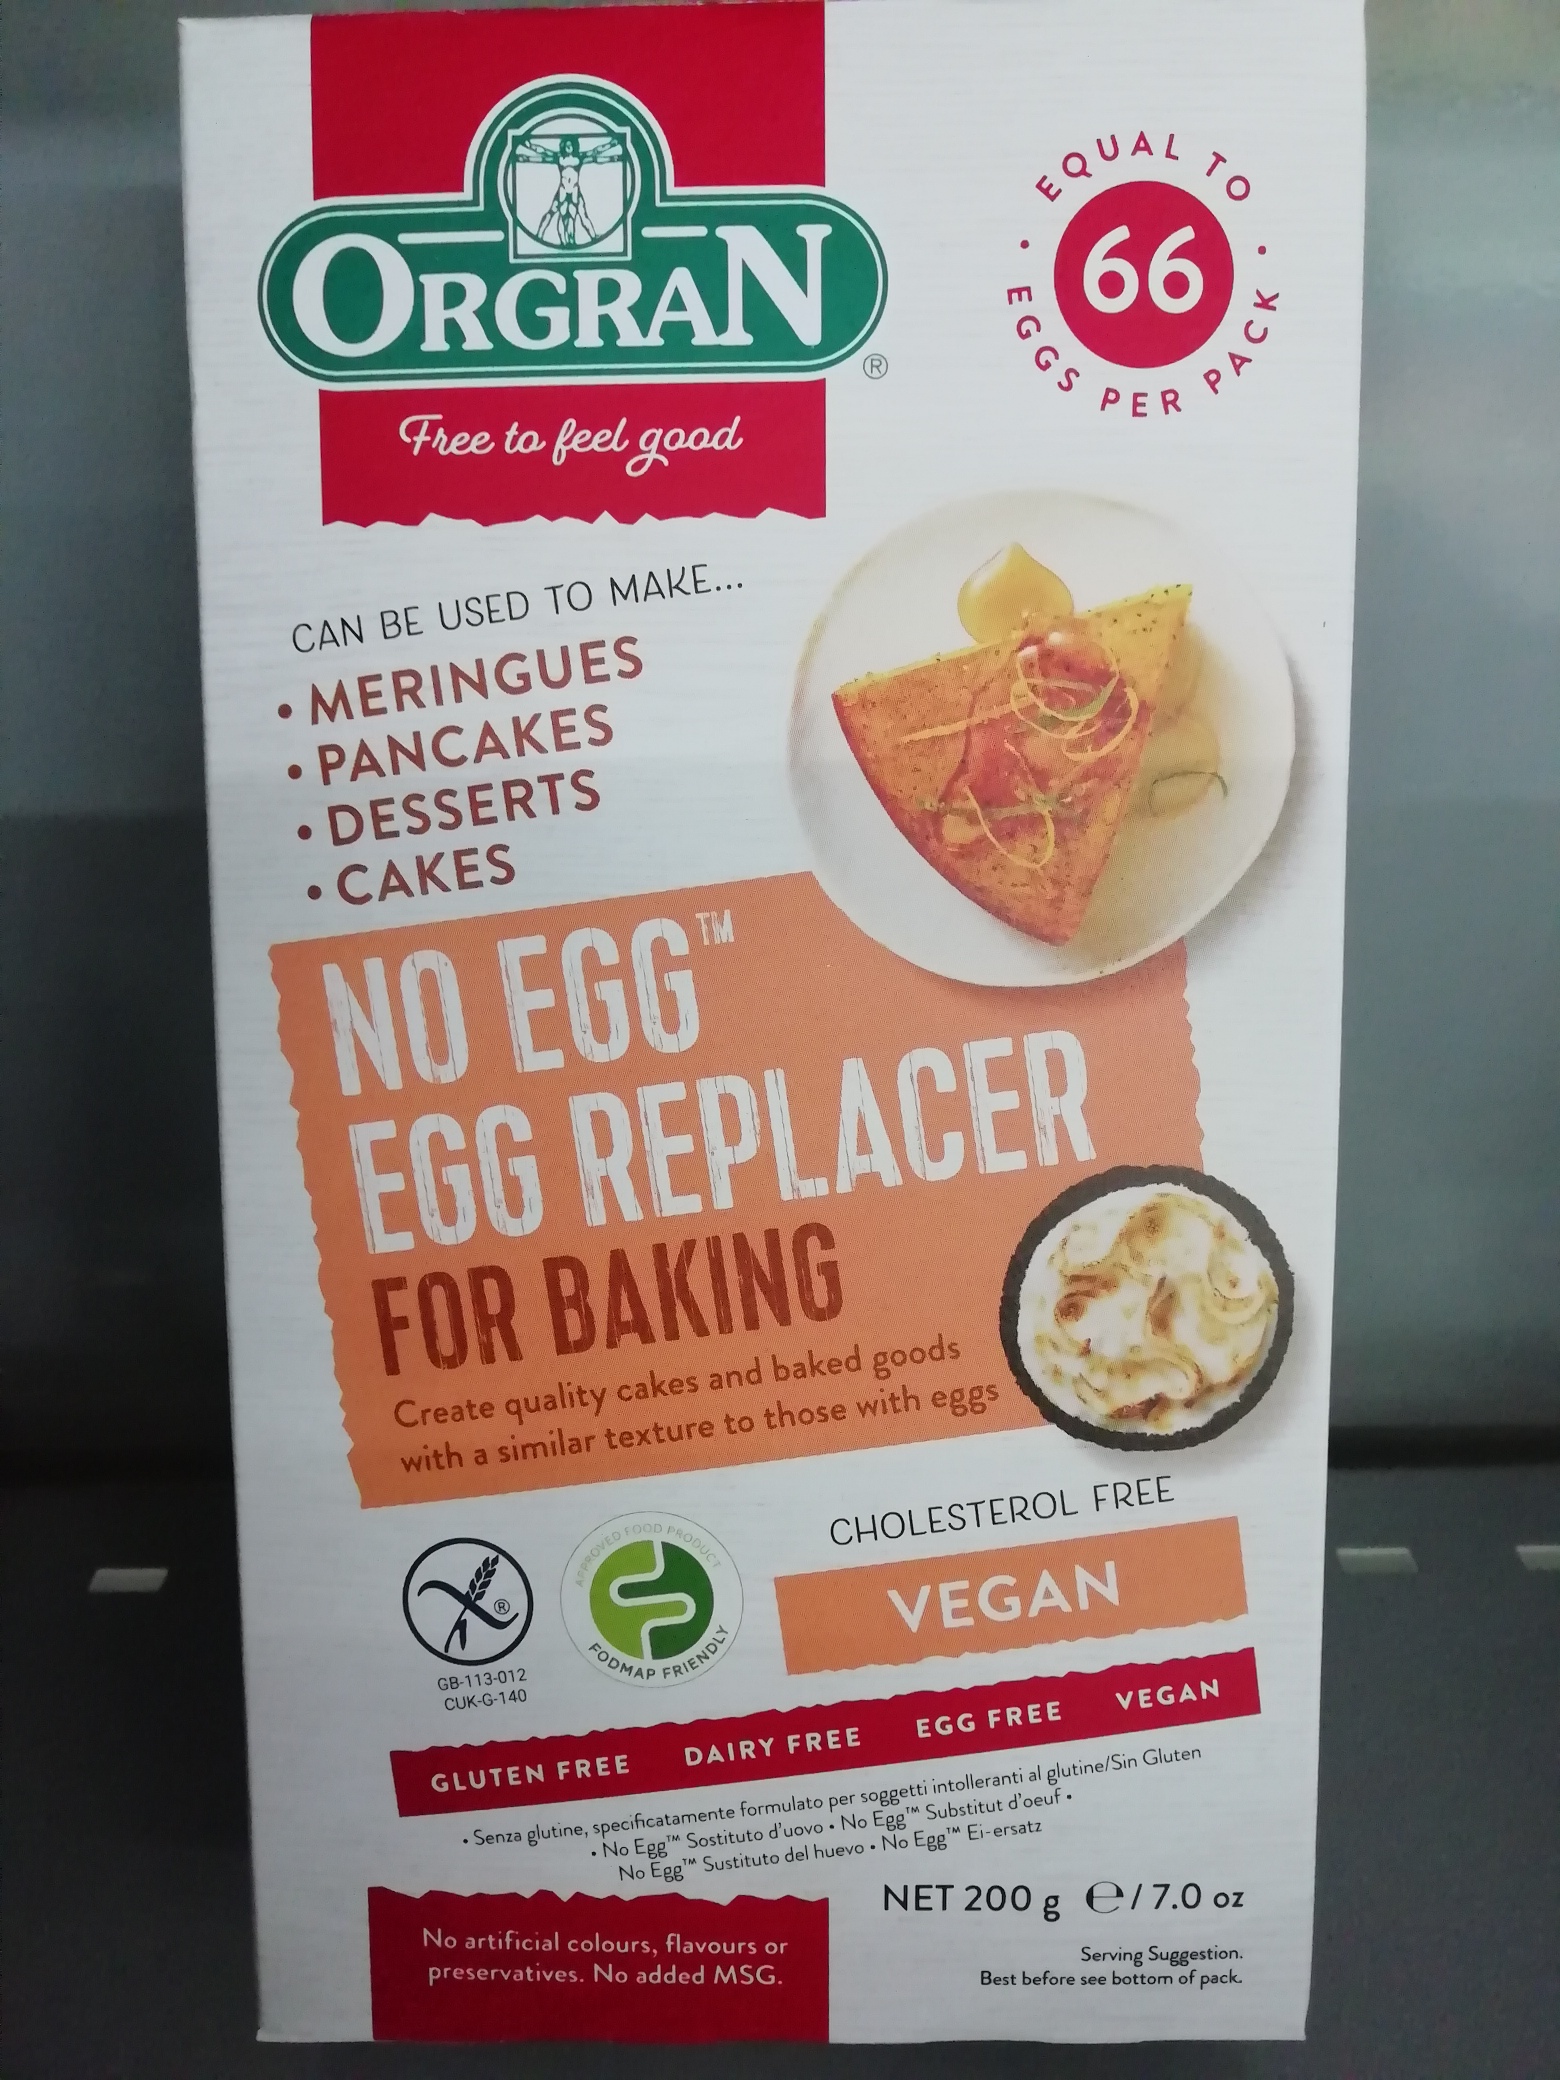 ORGRAN
®
Free to feel good
EQUAL TO
66
EGGS PER PACK
CAN BE USED TO MAKE...
• MERINGUES
• PANCAKES
• DESSERTS
• CAKES
NO EGG™
EGG REPLACER
FOR BAKING
Create quality cakes and baked goods
with a similar texture to those with eggs
CHOLESTEROL FREE
VEGAN
®
GB-113-012
CUK-G-140
APPROVED FOOD PRODUCT
FODMAP FRIENDLY
GLUTEN FREE DAIRY FREE EGG FREE VEGAN
• Senza glutine, specificatamente formulato per soggetti intolleranti al glutine/Sin Gluten
• No Egg™ Sostituto d'uovo • No Egg™ Substitut d'oeuf •
No Egg™ Sustituto del huevo • No Egg™ Ei-ersatz
NET 200 g ℮/ 7.0 oz
No artificial colours, flavours or
preservatives. No added MSG.
Serving Suggestion.
Best before see bottom of pack.